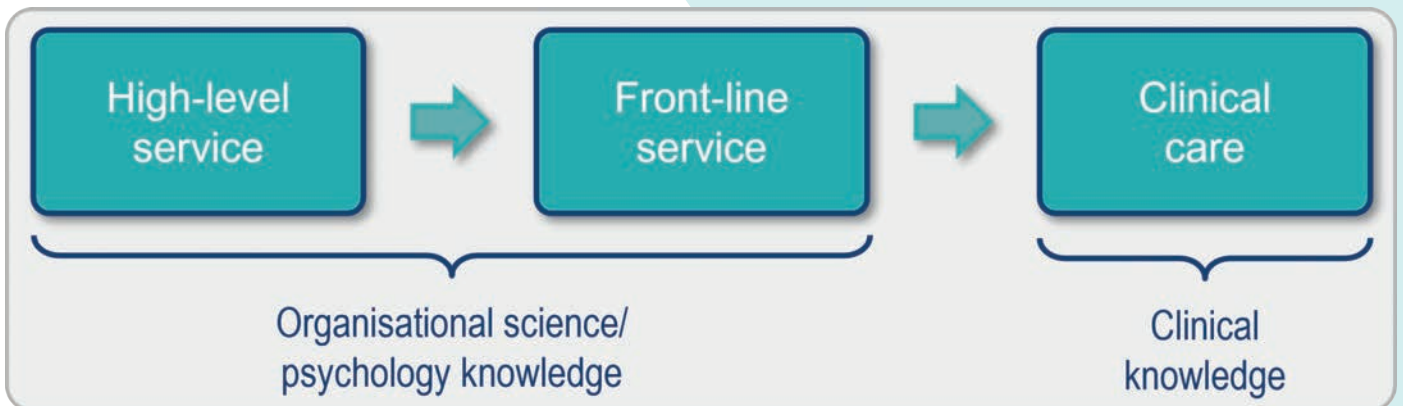 High-level
service
Front-line
service
Clinical
care
Organisational science/
psychology knowledge
Clinical
knowledge